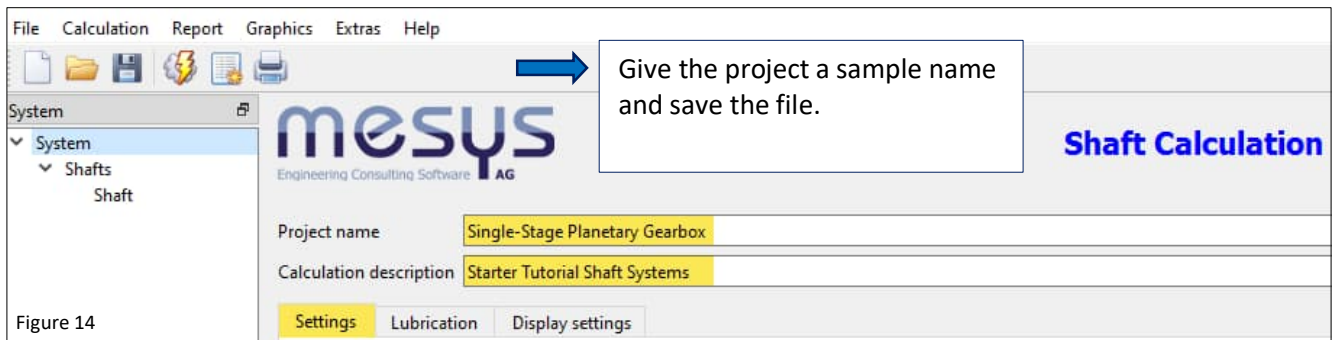 File Calculation Report Graphics Extras Help
Give the project a sample name
and save the file.
System
System
Shafts
Shaft
mesys
Engineering Consulting Software AG
Shaft Calculation
Project name Single-Stage Planetary Gearbox
Calculation description Starter Tutorial Shaft Systems
Settings Lubrication Display settings
Figure 14